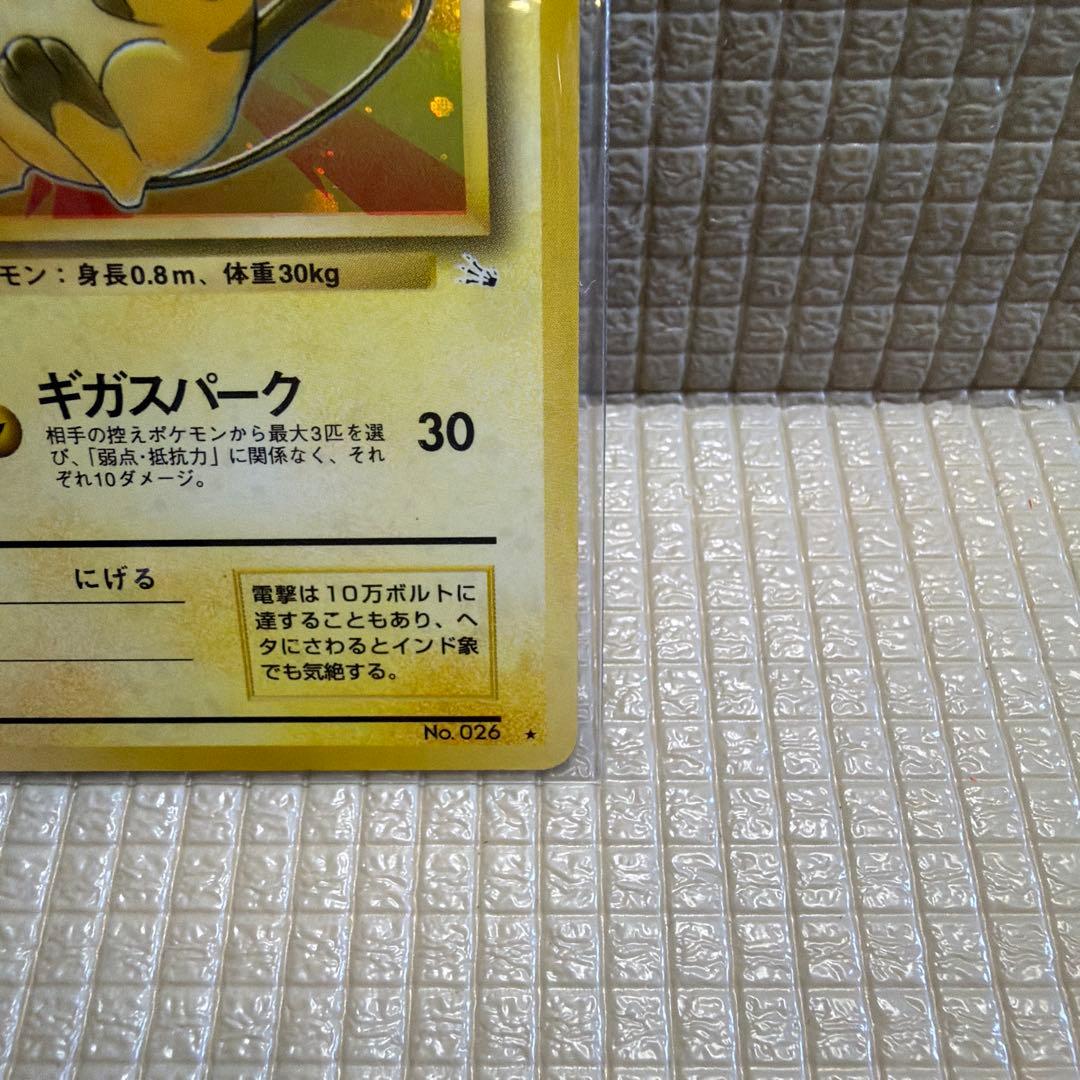 モン：身長0.8m、体重30kg
ギガスパーク
30
相手の控えポケモンから最大3匹を選
び、「弱点・抵抗力」に関係なく、それ
ぞれ10ダメージ。
にげる
電撃は10万ボルトに
達することもあり、ヘ
タにさわるとインド象
でも気絶する。
No. 026 ★